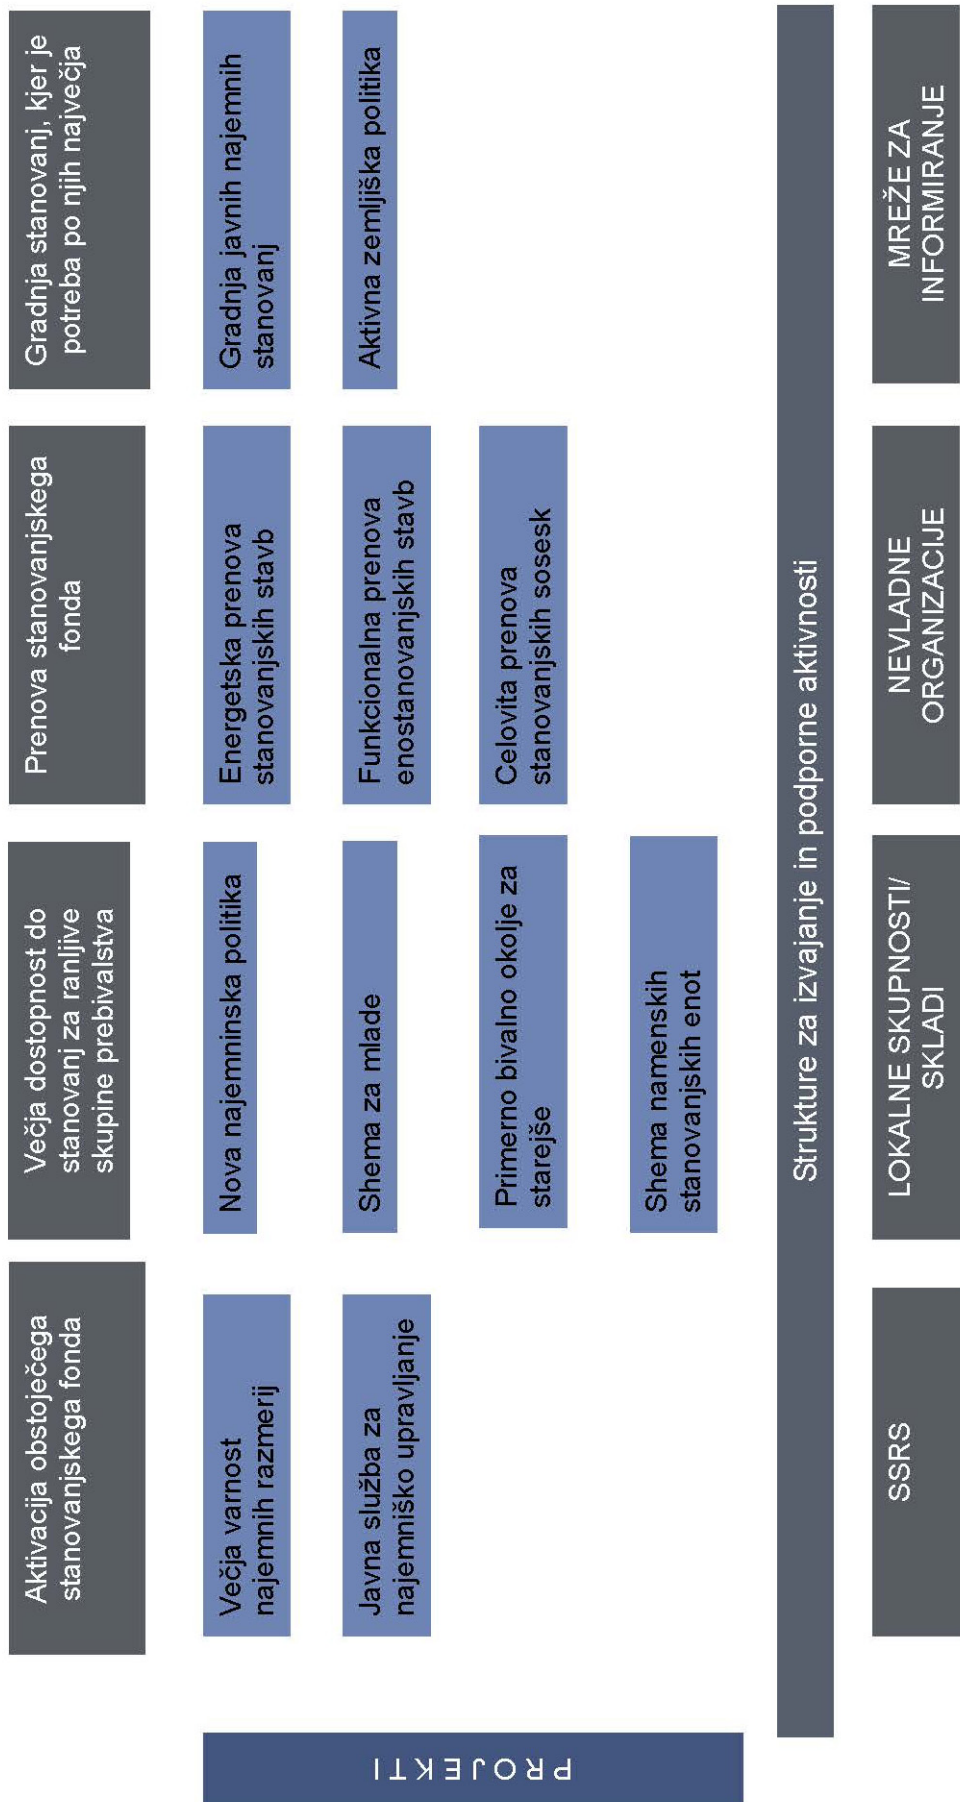 Aktivacija obstoječega
stanovanjskega fonda
Večja dostopnost do
stanovanj za ranljive
skupine prebivalstva
Prenova stanovanjskega
fonda
Gradnja stanovanj, kjer je
potreba po njih največja
PROJEKTI
Večja varnost
najemnih razmerij
Javna služba za
najemniško upravljanje
Nova najemninska politika
Shema za mlade
Primerno bivalno okolje za
starejše
Shema namenskih
stanovanjskih enot
Energetska prenova
stanovanjskih stavb
Funkcionalna prenova
enostanovanjskih stavb
Celovita prenova
stanovanjskih sosesk
Gradnja javnih najemnih
stanovanj
Aktivna zemljiška politika
Strukture za izvajanje in podporne aktivnosti
SSRS
LOKALNE SKUPNOSTI/
SKLADI
NEVLADNE
ORGANIZACIJE
MREŽE ZA
INFORMIRANJE